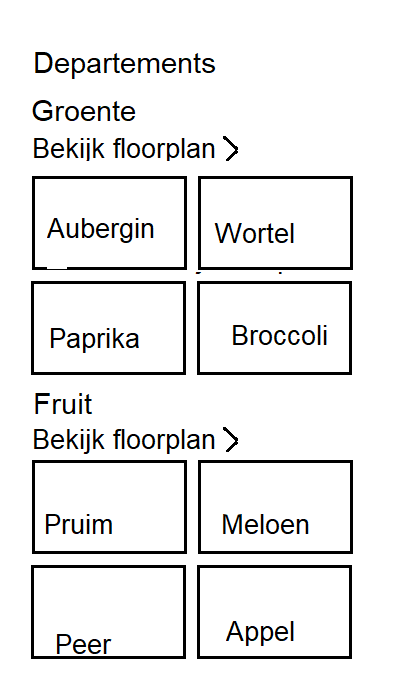 Departements
Groente
Bekijk floorplan
Aubergin Wortel
Paprika Broccoli
Fruit
Bekijk floorplan
Pruim Meloen
Peer Appel